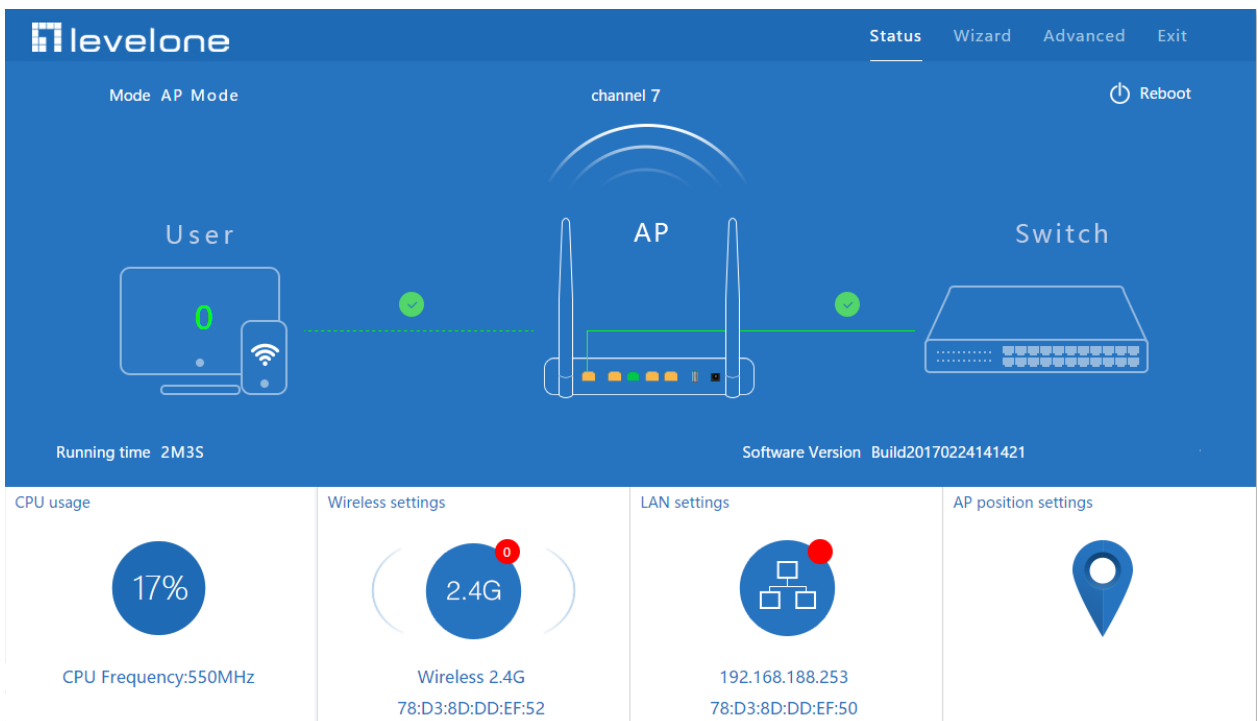 levelone
Status Wizard Advanced Exit
Mode AP Mode
channel 7
Reboot
User
AP
Switch
0
Running time 2M3S
Software Version Build20170224141421
CPU usage
Wireless settings
LAN settings
AP position settings
0
17%
2.4G
CPU Frequency:550MHz
Wireless 2.4G
192.168.188.253
78:D3:8D:DD:EF:52
78:D3:8D:DD:EF:50